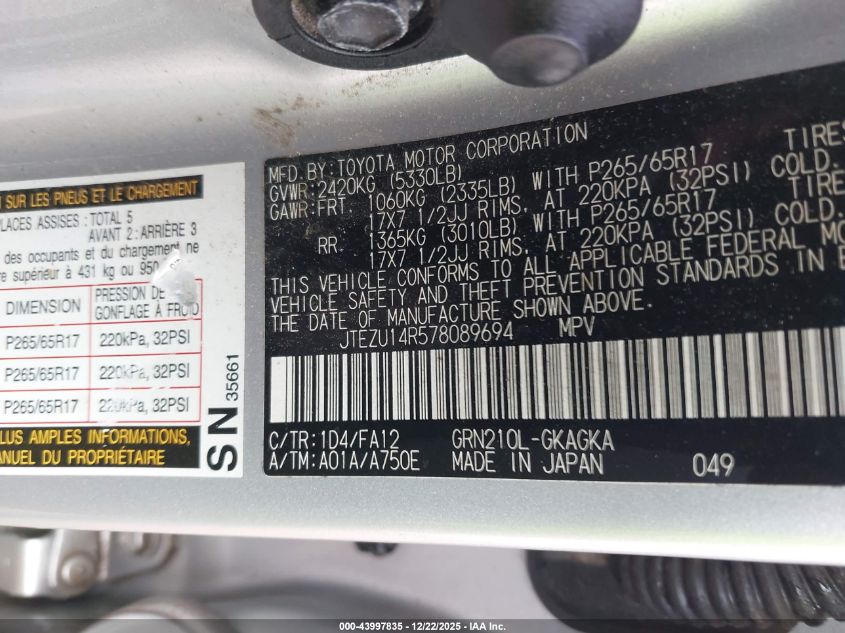 I SUR LES PNEUS ET LE CHARGEMENT
PLACES ASSISES : TOTAL 5
AVANT 2 : ARRIÈRE 3
des occupants et du chargement ne
supérieur à 431 kg ou 950
DIMENSION
PRESSION DE
GONFLAGE À FROID
P265/65R17 220kPa, 32PSI
P265/65R17 220kPa, 32PSI
P265/65R17 220kPa, 32PSI
PLUS AMPLES INFORMATIONS,
MANUEL DU PROPRIÉTAIRE
SN 35661
MFD.BY:TOYOTA MOTOR CORPORATION
GVWR:2420KG (5330LB)
GAWR:FRT 1060KG (2335LB) WITH P265/65R17 TIRES
17X7 1/2JJ RIMS, AT 220KPA (32PSI) COLD.
RR. 1365KG (3010LB) WITH P265/65R17 TIRES
17X7 1/2JJ RIMS, AT 220KPA (32PSI) COLD.
THIS VEHICLE CONFORMS TO ALL APPLICABLE FEDERAL MO
VEHICLE SAFETY AND THEFT PREVENTION STANDARDS IN E
THE DATE OF MANUFACTURE SHOWN ABOVE.
JTEZU14R578089694 MPV
C/TR:1D4/FA12 GRN210L-GKAGKA
A/TM:A01A/A750E MADE IN JAPAN 049
000-43997835 - 12/22/2025 - IAA Inc.